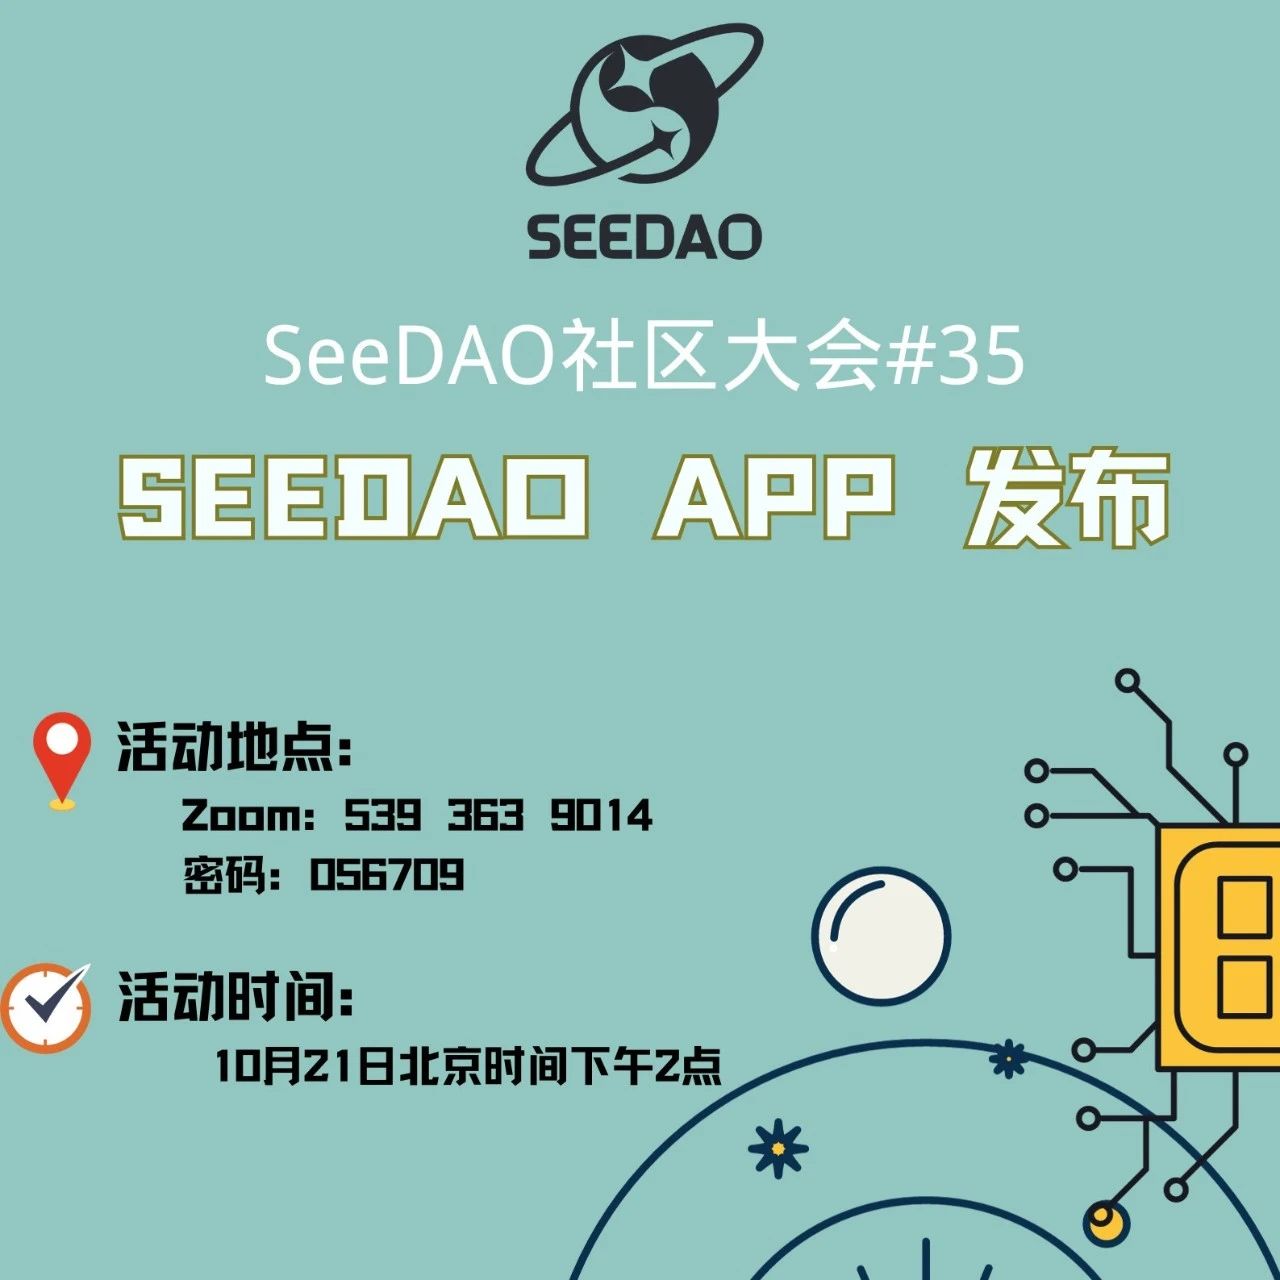 SEEDAO
SeeDAO社区大会#35
SEEDAO APP 发布
活动地点:
Zoom: 539 363 9014
密码: 056709
活动时间:
10月21日北京时间下午2点